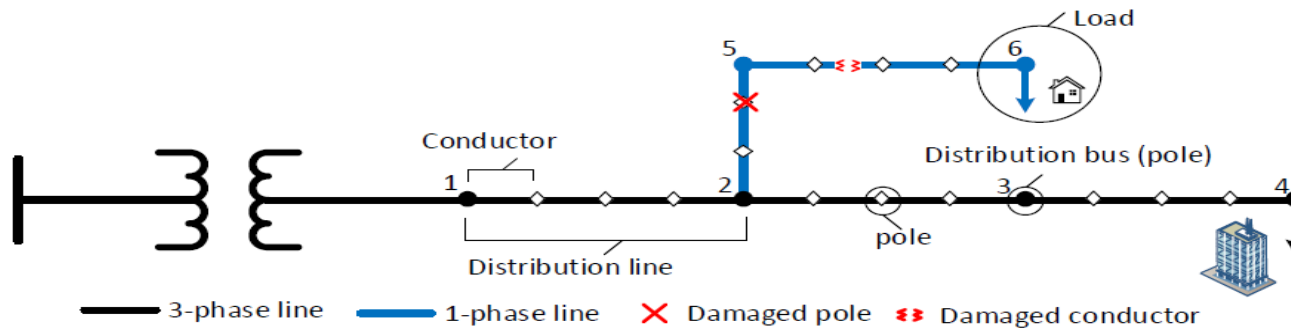 Load
5
6
Conductor
Distribution bus (pole)
1
2
3
4
pole
Distribution line
3-phase line
1-phase line
Damaged pole
Damaged conductor